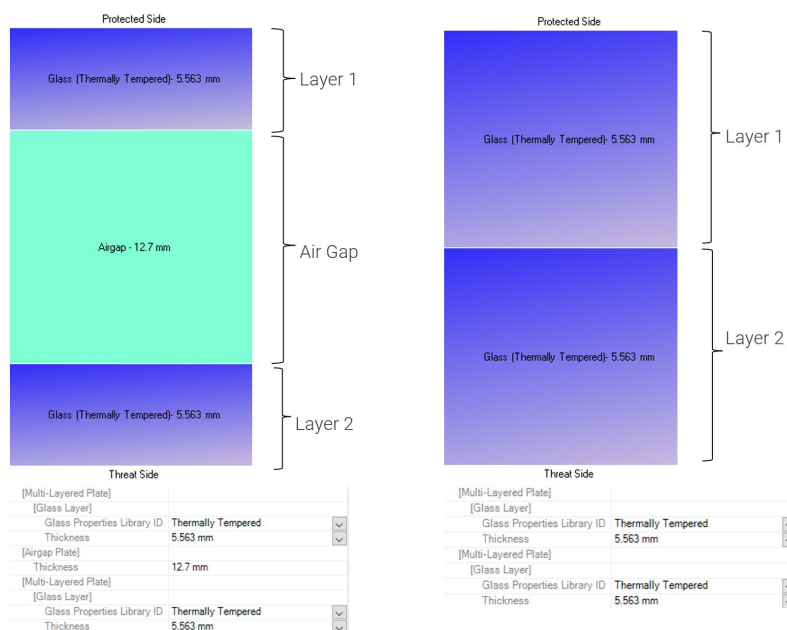 Protected Side
Glass (Thermally Tempered)- 5.563 mm
Layer 1
Airgap - 12.7 mm
Air Gap
Glass (Thermally Tempered)- 5.563 mm
Layer 2
Threat Side
[Multi-Layered Plate]
[Glass Layer]
Glass Properties Library ID Thermally Tempered
Thickness 5.563 mm
[Airgap Plate]
Thickness 12.7 mm
[Multi-Layered Plate]
[Glass Layer]
Glass Properties Library ID Thermally Tempered
Thickness 5.563 mm
Protected Side
Glass (Thermally Tempered)- 5.563 mm
Layer 1
Glass (Thermally Tempered)- 5.563 mm
Layer 2
Threat Side
[Multi-Layered Plate]
[Glass Layer]
Glass Properties Library ID Thermally Tempered
Thickness 5.563 mm
[Multi-Layered Plate]
[Glass Layer]
Glass Properties Library ID Thermally Tempered
Thickness 5.563 mm